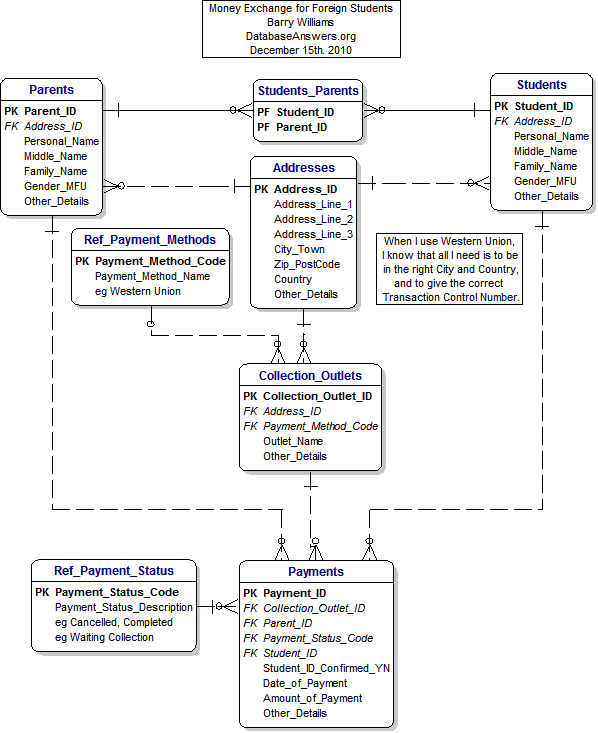 Money Exchange for Foreign Students
Barry Williams
DatabaseAnswers.org
December 15th. 2010
Parents
PK Parent_ID
FK Address_ID
Personal_Name
Middle_Name
Family_Name
Gender_MFU
Other_Details
Students_Parents
PF Student_ID
PF Parent_ID
Students
PK Student_ID
FK Address_ID
Personal_Name
Middle_Name
Family_Name
Gender_MFU
Other_Details
Addresses
PK Address_ID
Address_Line_1
Address_Line_2
Address_Line_3
City_Town
Zip_PostCode
Country
Other_Details
Ref_Payment_Methods
PK Payment_Method_Code
Payment_Method_Name
eg Western Union
When I use Western Union,
I know that all I need is to be
in the right City and Country,
and to give the correct
Transaction Control Number.
Collection_Outlets
PK Collection_Outlet_ID
FK Address_ID
FK Payment_Method_Code
Outlet_Name
Other_Details
Ref_Payment_Status
PK Payment_Status_Code
Payment_Status_Description
eg Cancelled, Completed
eg Waiting Collection
Payments
PK Payment_ID
FK Collection_Outlet_ID
FK Parent_ID
FK Payment_Status_Code
FK Student_ID
Student_ID_Confirmed_YN
Date_of_Payment
Amount_of_Payment
Other_Details